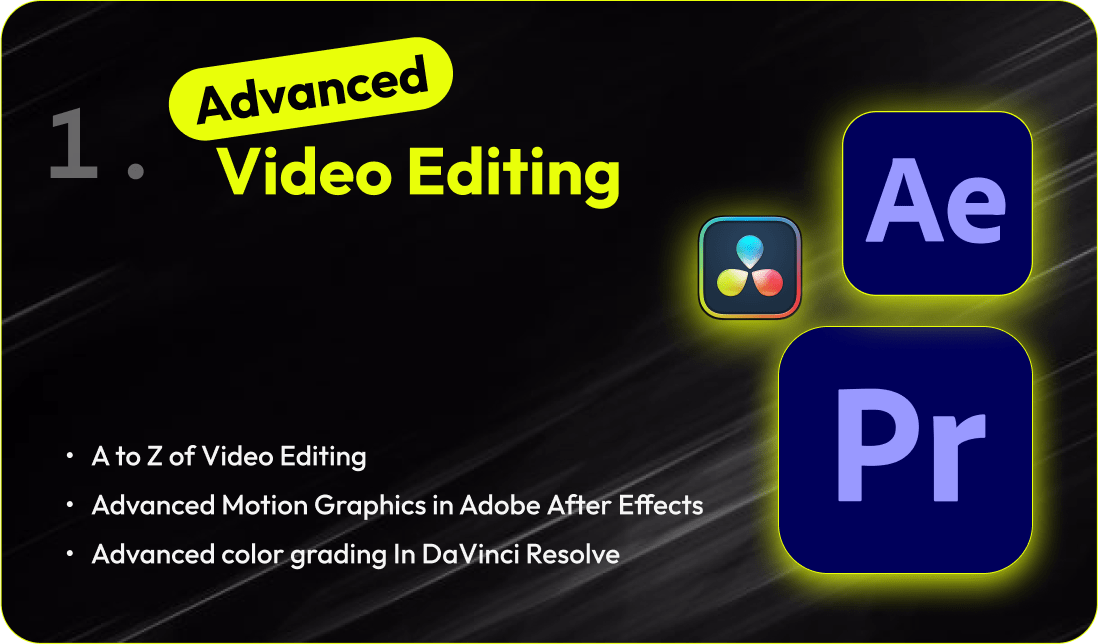 1.
Advanced
Video Editing
Ae
Pr
• A to Z of Video Editing
• Advanced Motion Graphics in Adobe After Effects
• Advanced color grading In DaVinci Resolve